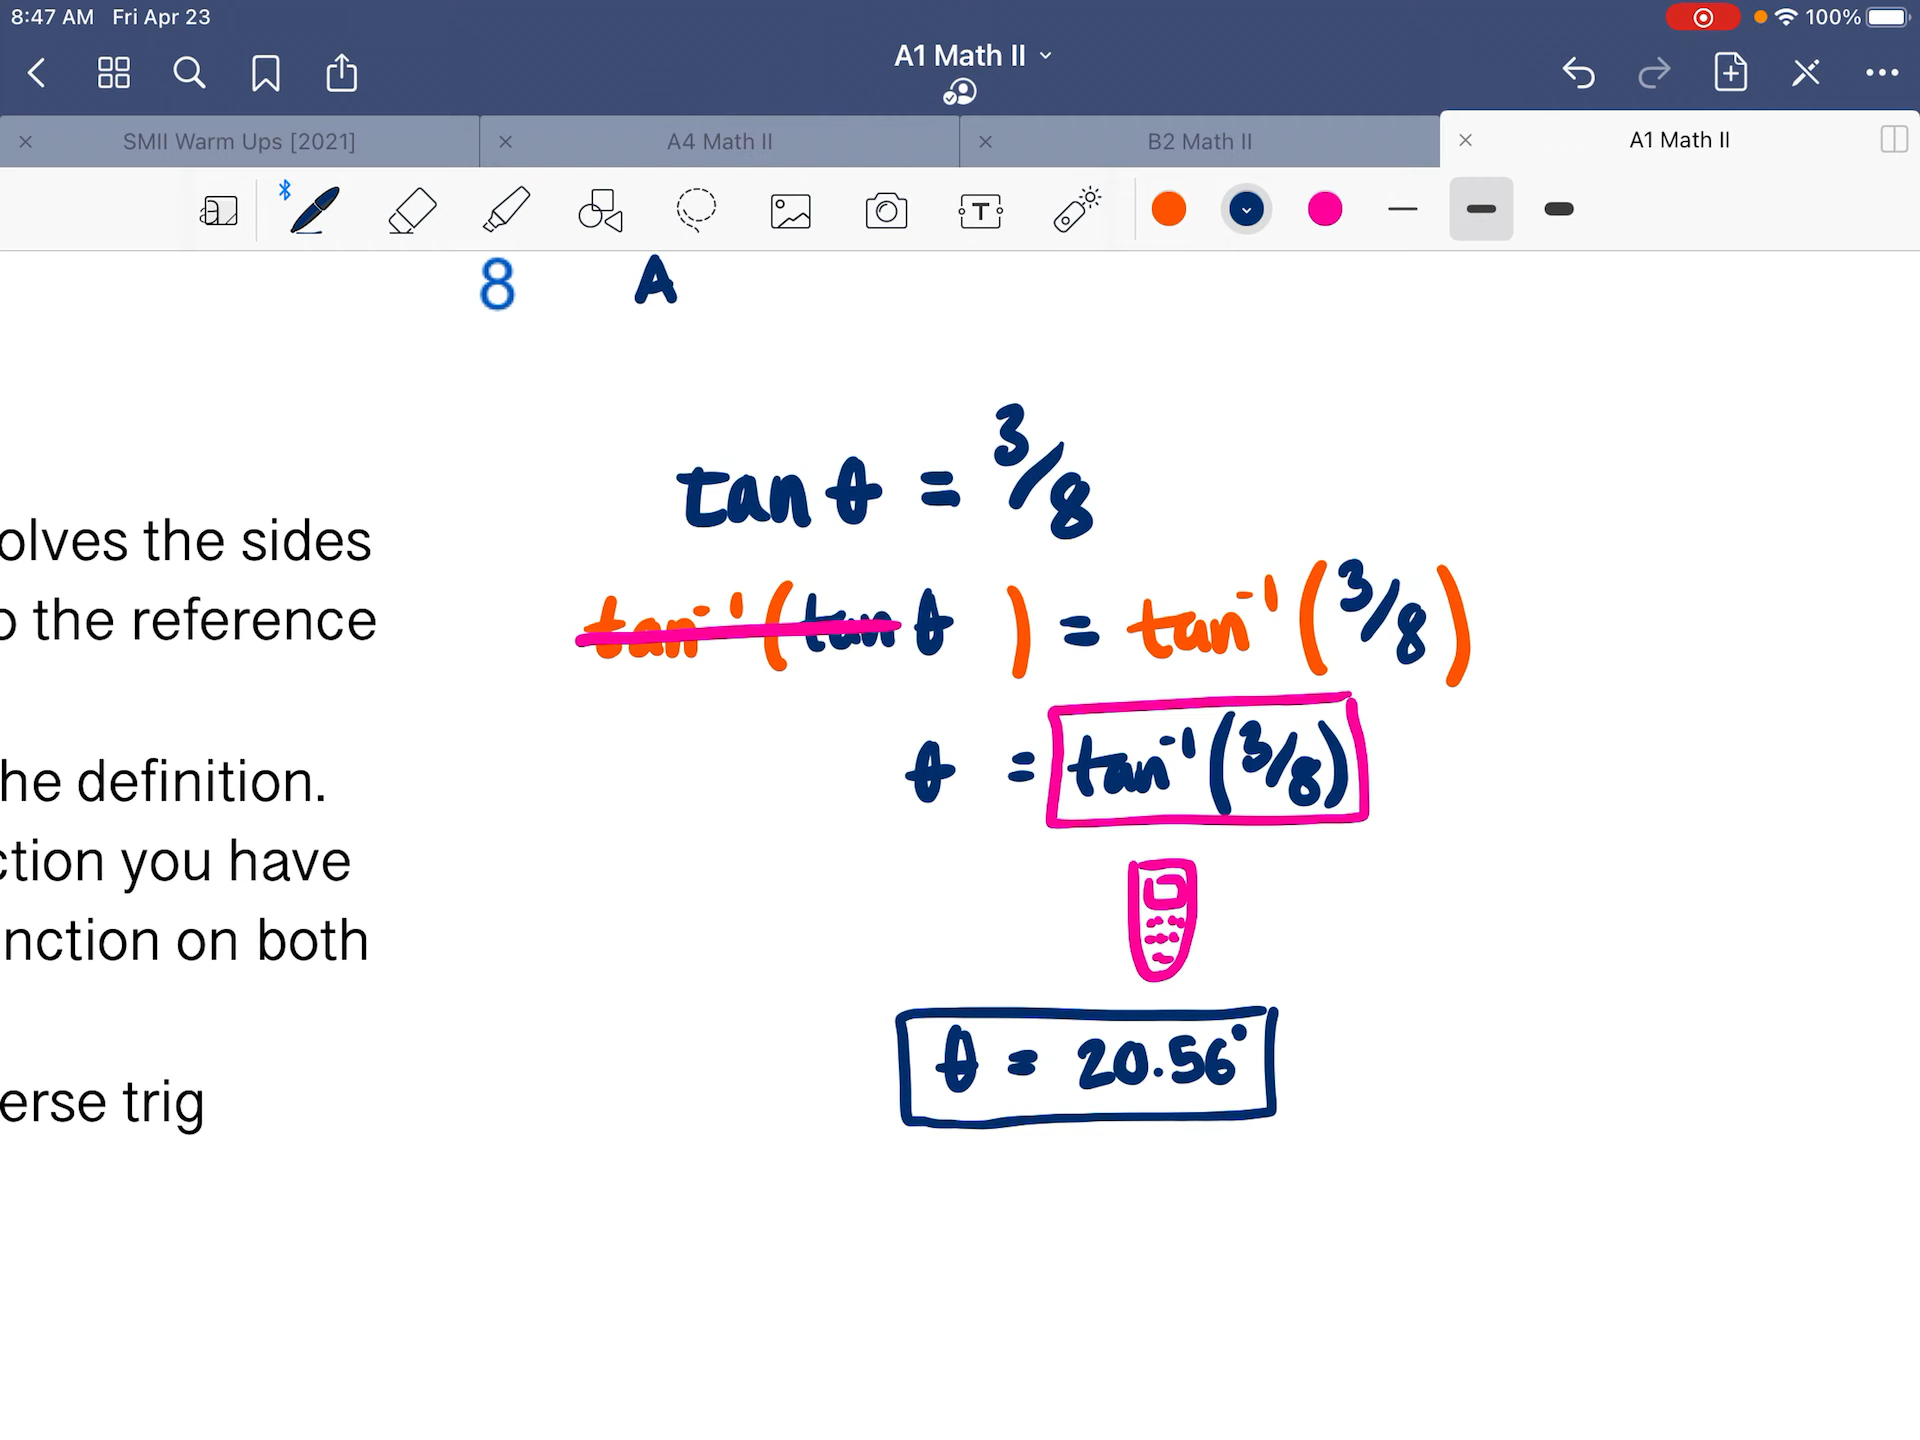 8:47 AM Fri Apr 23
100%
A1 Math II
SMII Warm Ups [2021]
A4 Math II
B2 Math II
A1 Math II
8 A
tan θ = 3/8
olves the sides
tan⁻¹(tan θ ) = tan⁻¹(3/8)
o the reference
θ = tan⁻¹(3/8)
he definition.
ction you have
nction on both
θ = 20.56°
erse trig